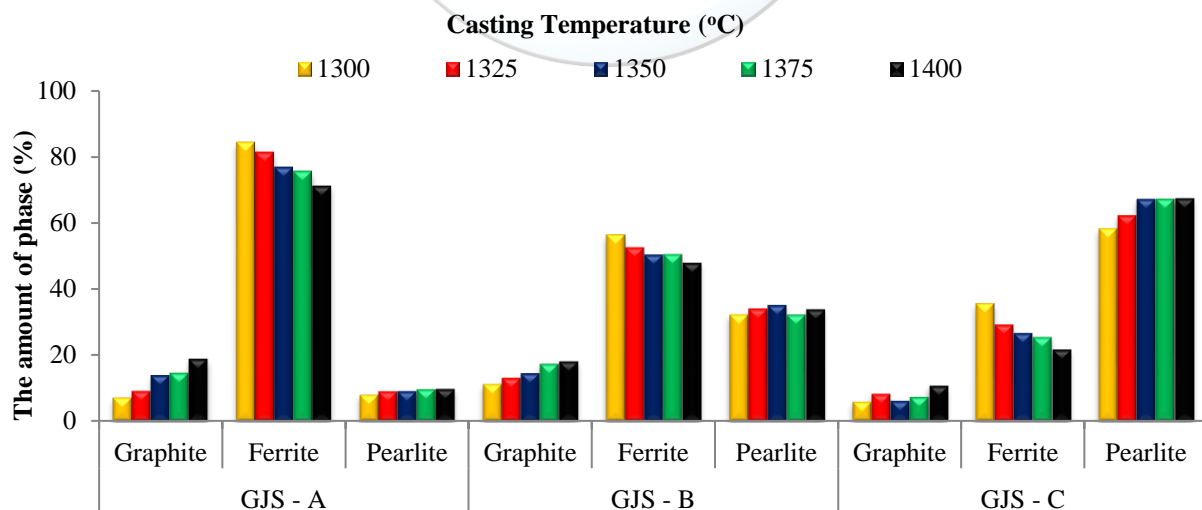 Casting Temperature (ºC)
1300 1325 1350 1375 1400
The amount of phase (%)
100
80
60
40
20
0
Graphite Ferrite Pearlite Graphite Ferrite Pearlite Graphite Ferrite Pearlite
GJS - A GJS - B GJS - C